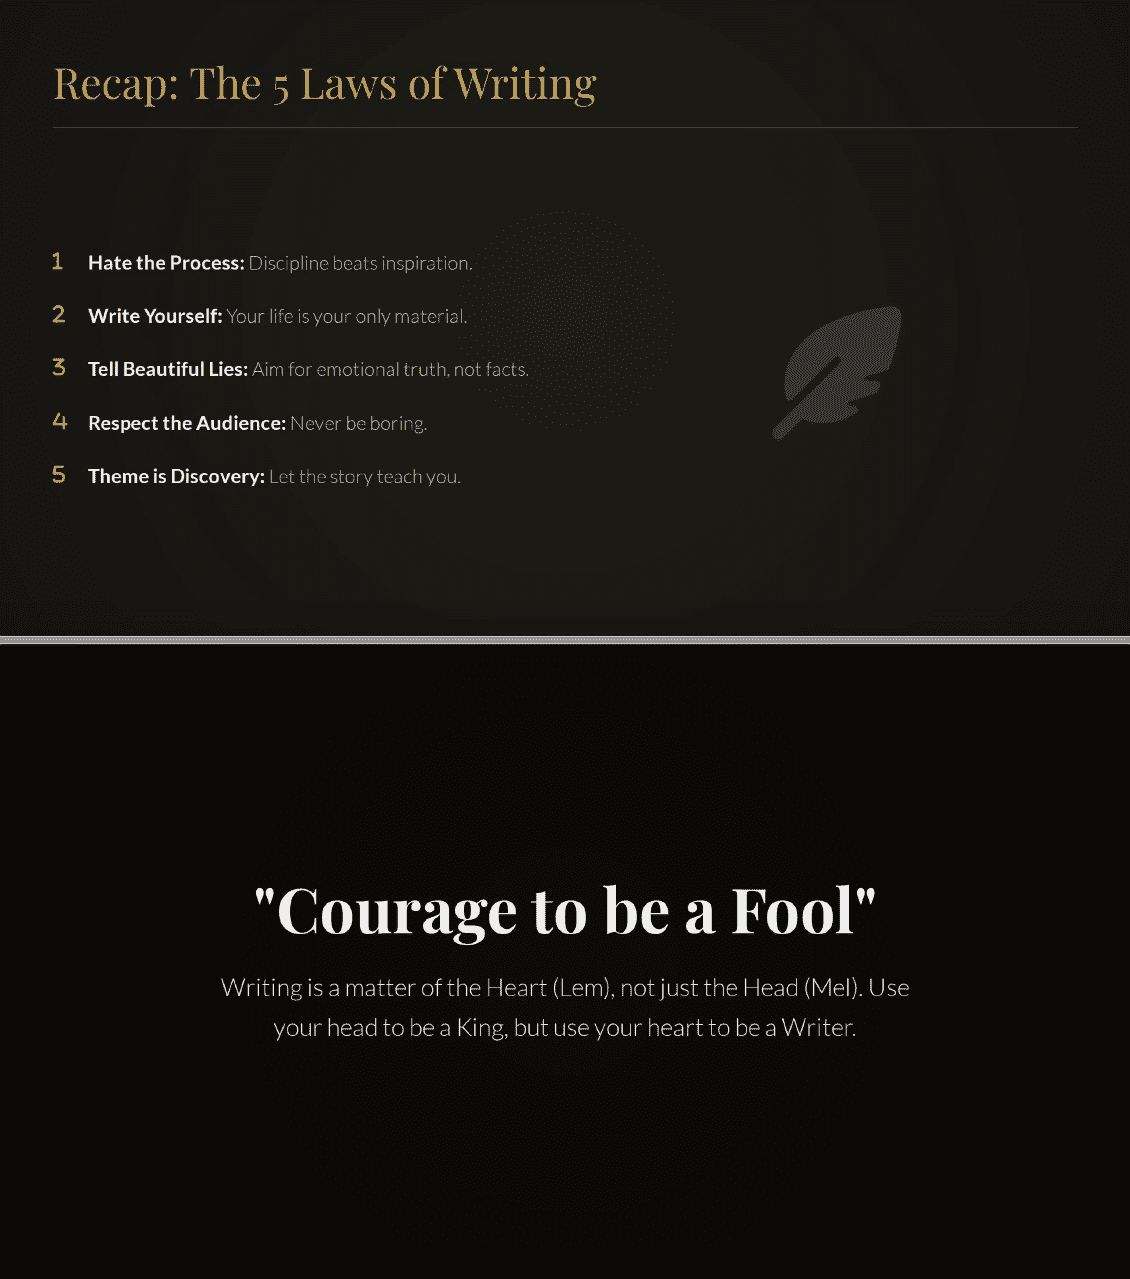 Recap: The 5 Laws of Writing
1 Hate the Process: Discipline beats inspiration.
2 Write Yourself: Your life is your only material.
3 Tell Beautiful Lies: Aim for emotional truth, not facts.
4 Respect the Audience: Never be boring.
5 Theme is Discovery: Let the story teach you.
"Courage to be a Fool"
Writing is a matter of the Heart (Lem), not just the Head (Mel). Use
your head to be a King, but use your heart to be a Writer.